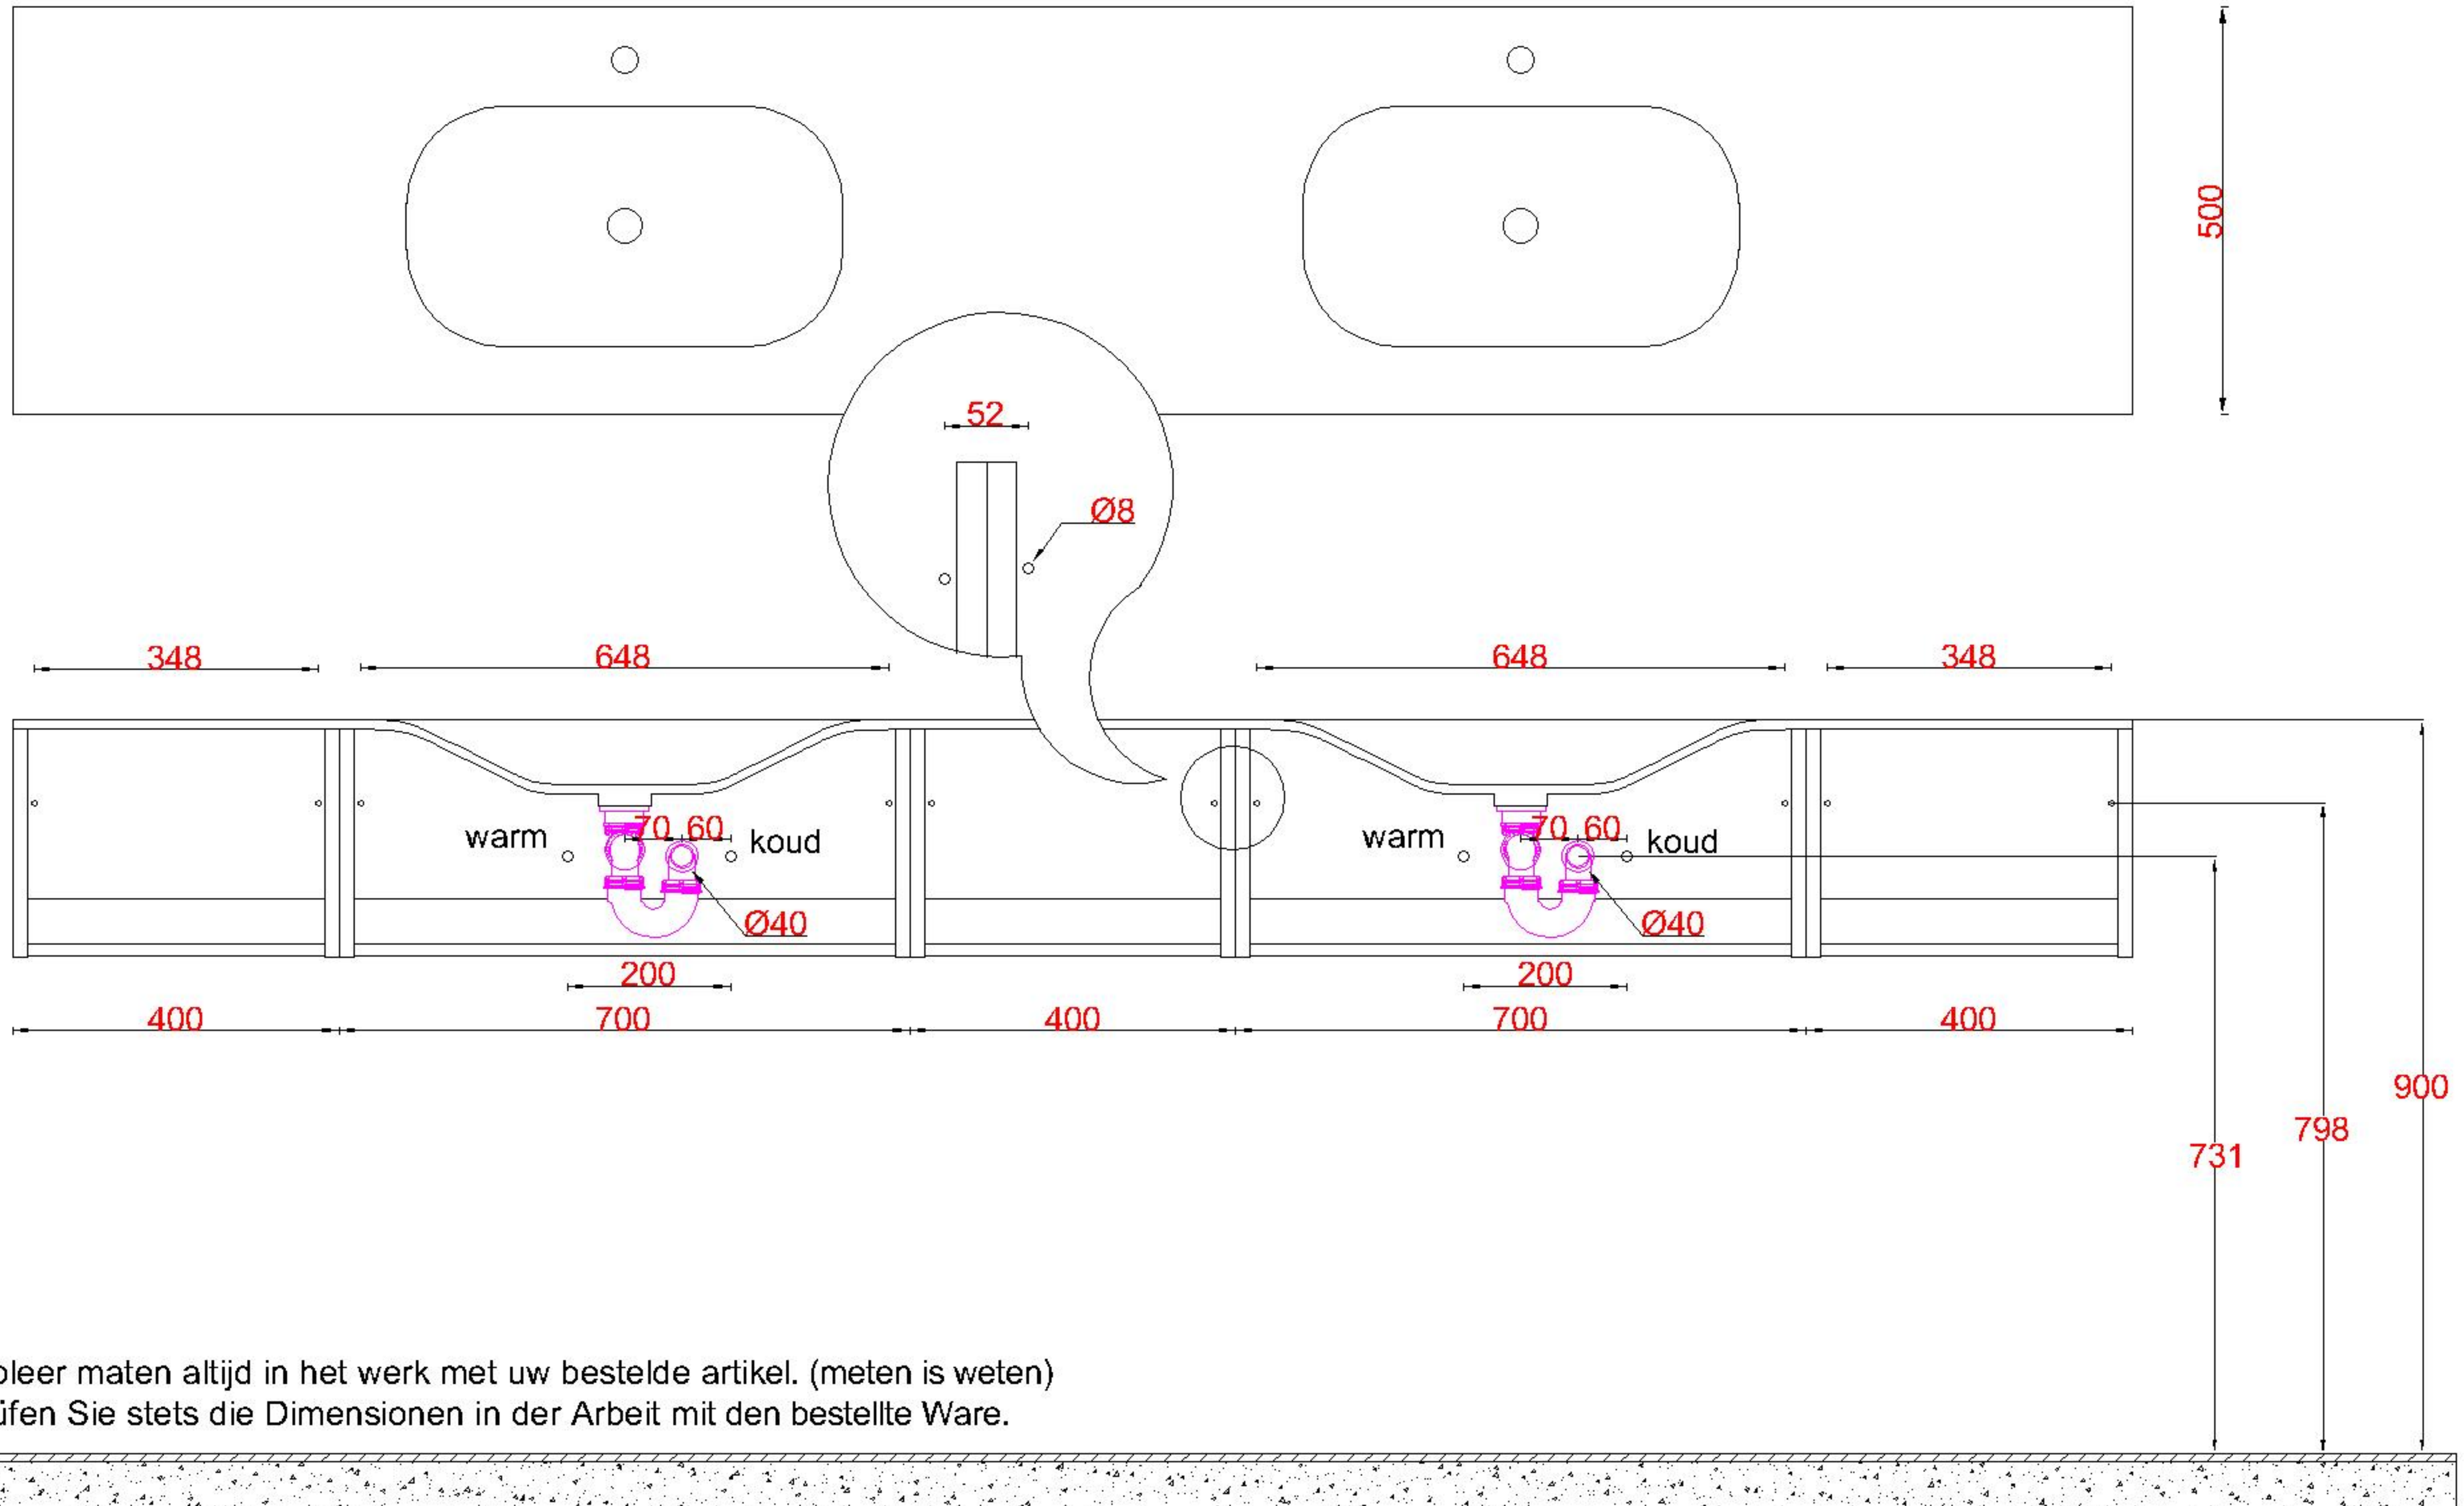 500
52
Ø8
348
648
648
348
warm
70
60
koud
warm
70
60
koud
Ø40
Ø40
200
200
400
700
400
700
400
900
798
731
oleer maten altijd in het werk met uw bestelde artikel. (meten is weten)
üfen Sie stets die Dimensionen in der Arbeit mit den bestellte Ware.